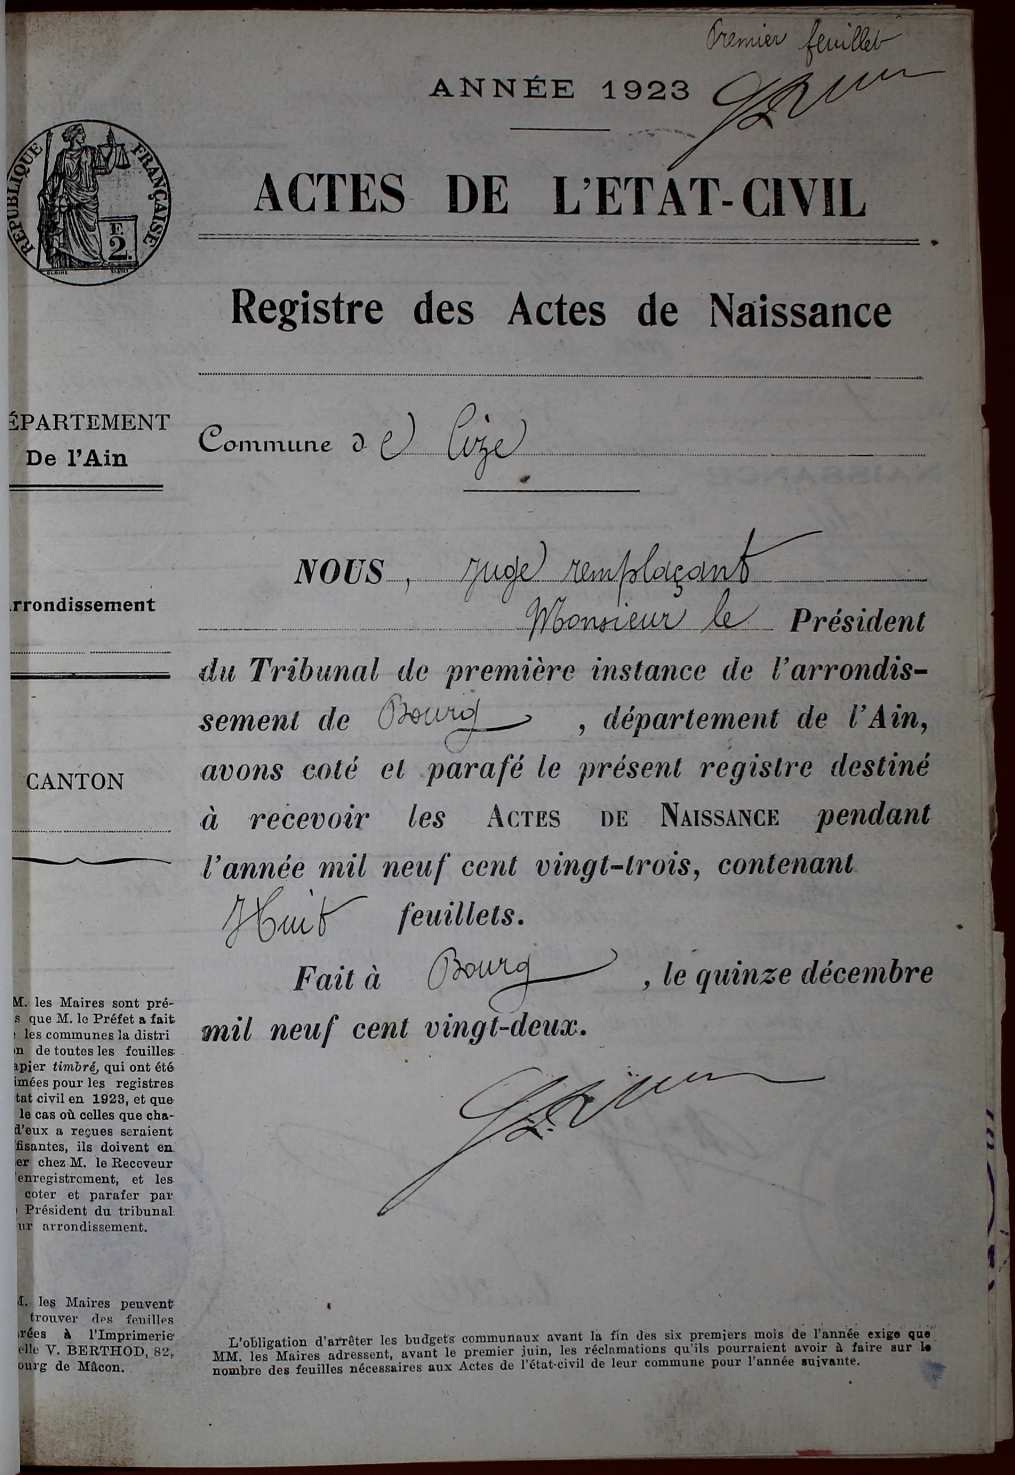 Premier feuillet
ANNÉE 1923
RÉPUBLIQUE FRANÇAISE
F.
2.
ACTES DE L'ETAT-CIVIL
Registre des Actes de Naissance
ÉPARTEMENT
De l'Ain
Commune de Cize
NOUS, Juge remplaçant
rrondissement
Monsieur le Président
du Tribunal de première instance de l'arrondis-
sement de Bourg, département de l'Ain,
CANTON
avons coté et parafé le présent registre destiné
à recevoir les ACTES DE NAISSANCE pendant
l'année mil neuf cent vingt-trois, contenant
Huit feuillets.
Fait à Bourg, le quinze décembre
mil neuf cent vingt-deux.
M. les Maires sont pré-
s que M. le Préfet a fait
les communes la distri
n de toutes les feuilles
apier timbré, qui ont été
imées pour les registres
tat civil en 1923, et que
le cas où celles que cha-
d'eux a reçues seraient
fisantes, ils doivent en
er chez M. le Receveur
'enregistrement, et les
coter et parafer par
Président du tribunal
ur arrondissement.
M. les Maires peuvent
trouver des feuilles
rées à l'Imprimerie
elle V. BERTHOD, 82,
ourg de Mâcon.
L'obligation d'arrêter les budgets communaux avant la fin des six premiers mois de l'année exige que
MM. les Maires adressent, avant le premier juin, les réclamations qu'ils pourraient avoir à faire sur le
nombre des feuilles nécessaires aux Actes de l'état-civil de leur commune pour l'année suivante.